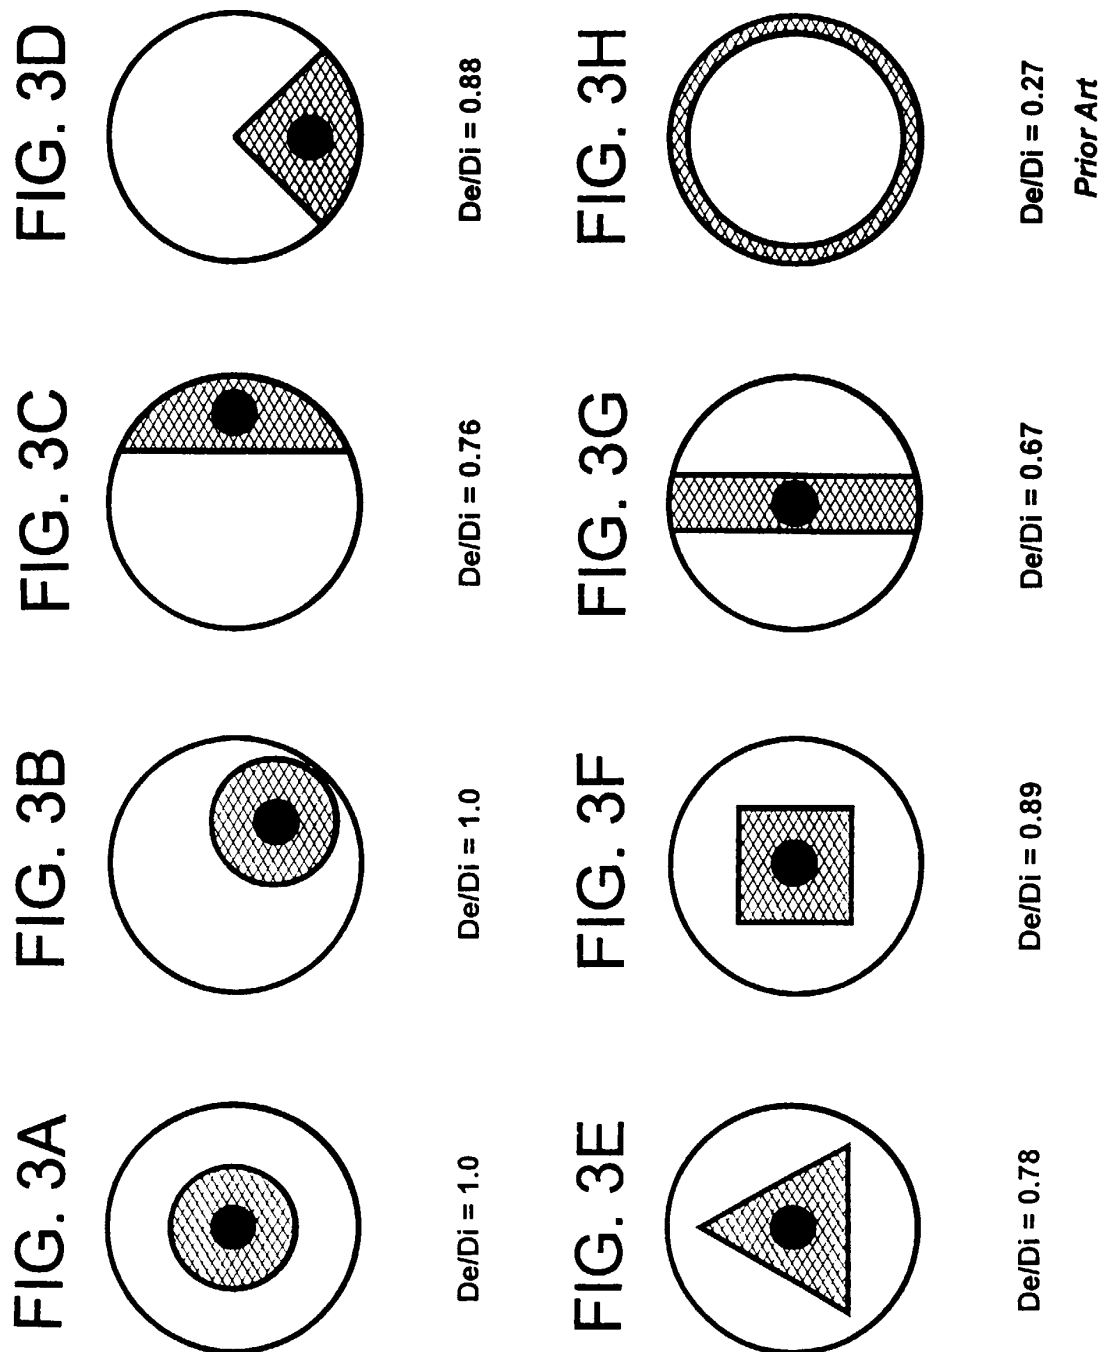 FIG. 3A
De/Di = 1.0
FIG. 3B
De/Di = 1.0
FIG. 3C
De/Di = 0.76
FIG. 3D
De/Di = 0.88
FIG. 3E
De/Di = 0.78
FIG. 3F
De/Di = 0.89
FIG. 3G
De/Di = 0.67
FIG. 3H
De/Di = 0.27
Prior Art